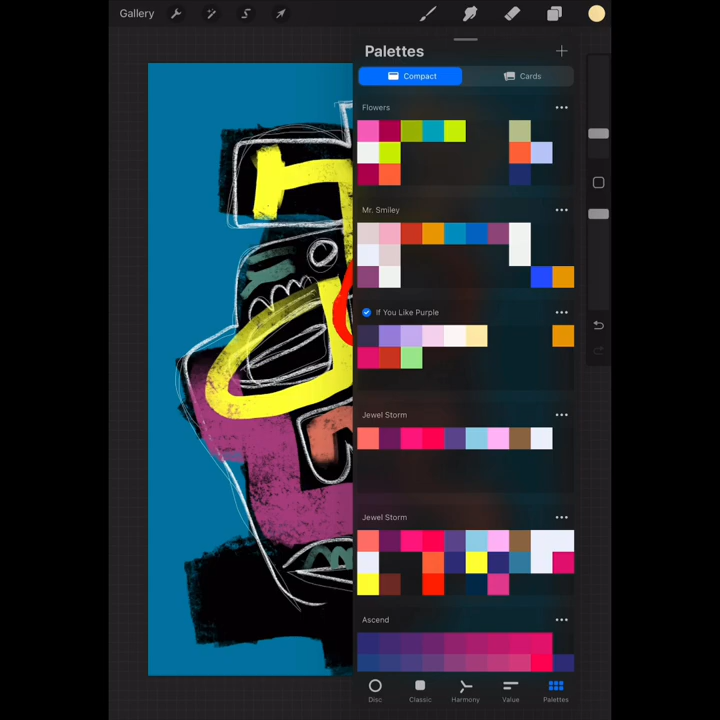 Gallery
Palettes
Compact
Cards
Flowers
Mr. Smiley
If You Like Purple
Jewel Storm
Jewel Storm
Ascend
Disc
Classic
Harmony
Value
Palettes